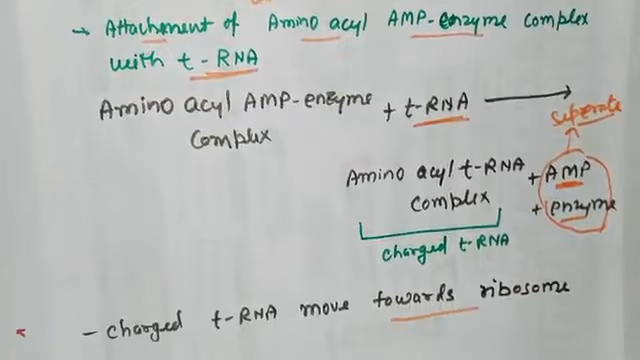 → Attachement of Amino acyl AMP-enzyme complex
with t-RNA
Amino acyl AMP-enzyme + t-RNA →
complex
seperate
Amino acyl t-RNA + AMP
complex + enzyme
charged t-RNA
- charged t-RNA move towards ribosome